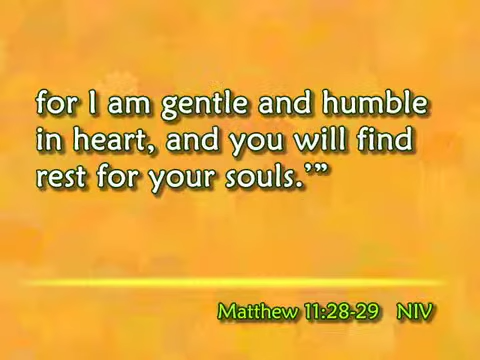 for I am gentle and humble
in heart, and you will find
rest for your souls.’”
Matthew 11:28-29 NIV